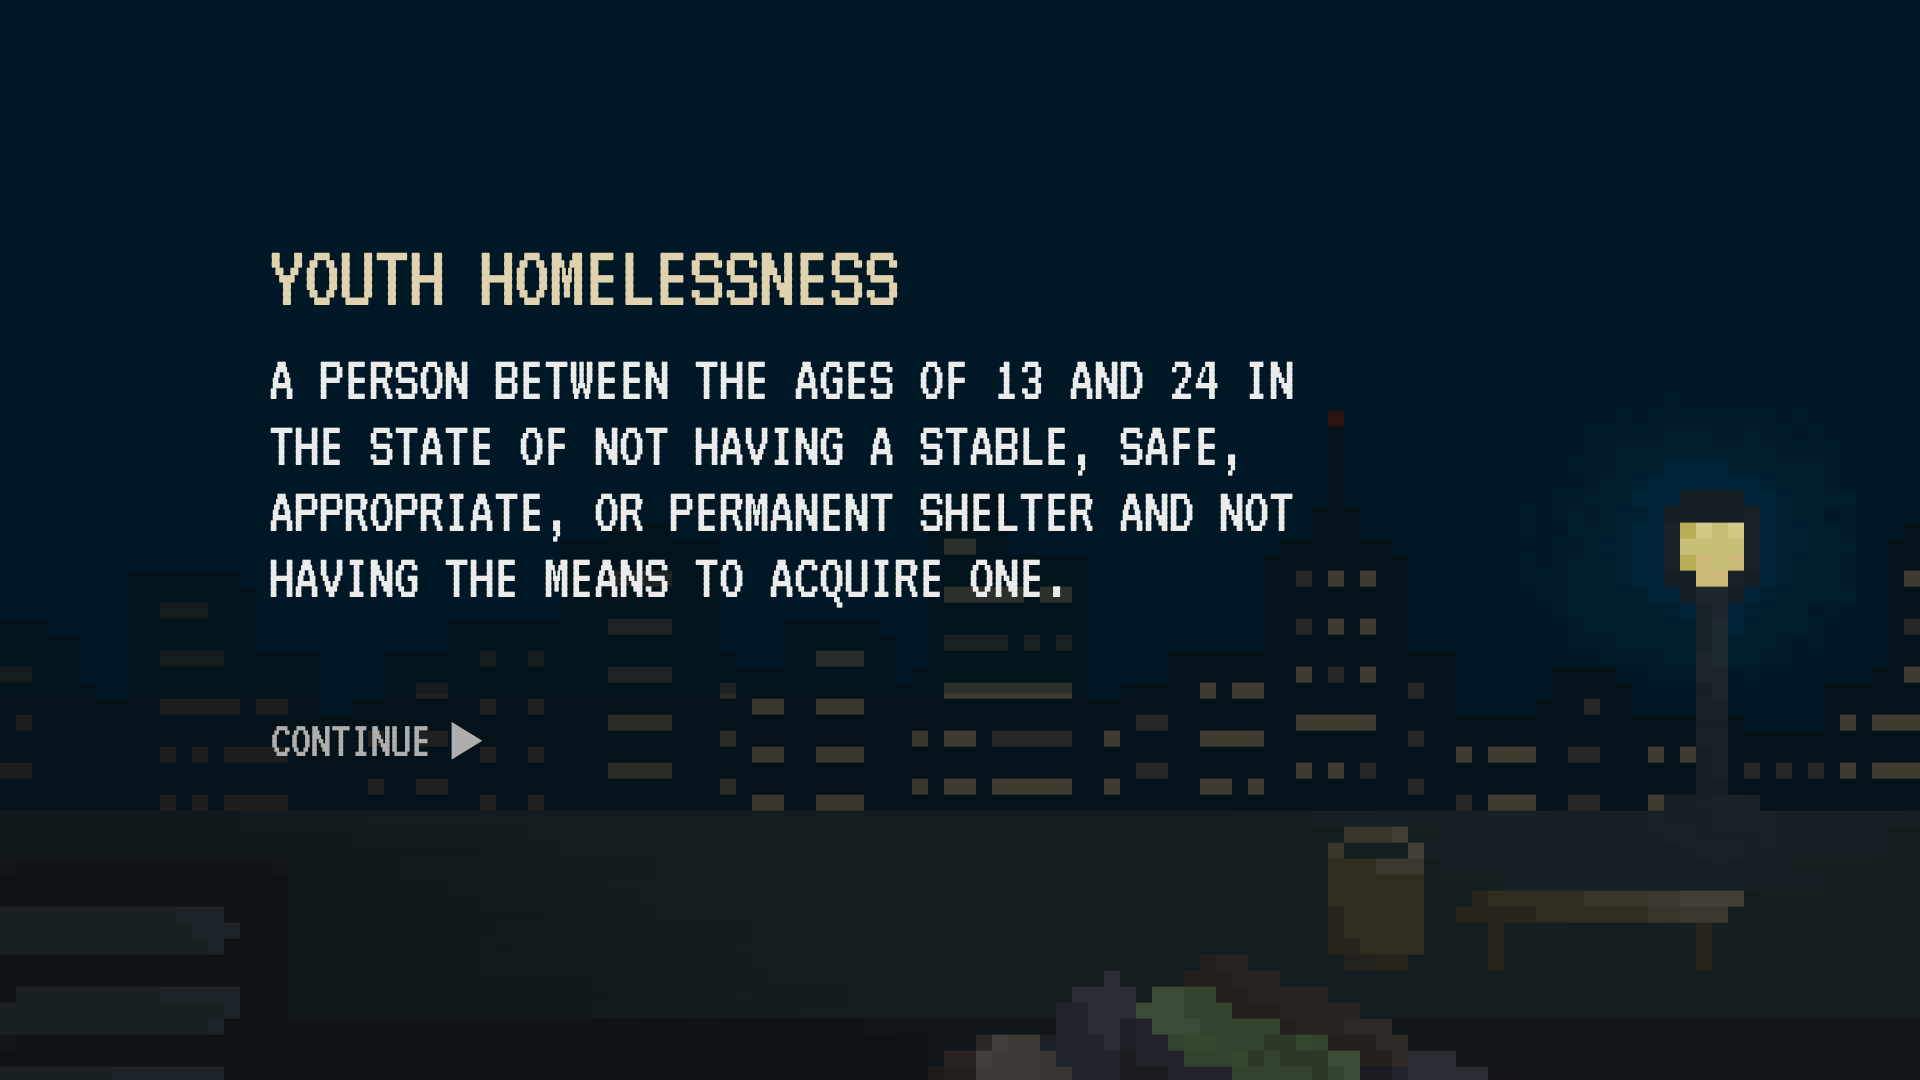 YOUTH HOMELESSNESS
A PERSON BETWEEN THE AGES OF 13 AND 24 IN
THE STATE OF NOT HAVING A STABLE, SAFE,
APPROPRIATE, OR PERMANENT SHELTER AND NOT
HAVING THE MEANS TO ACQUIRE ONE.
CONTINUE